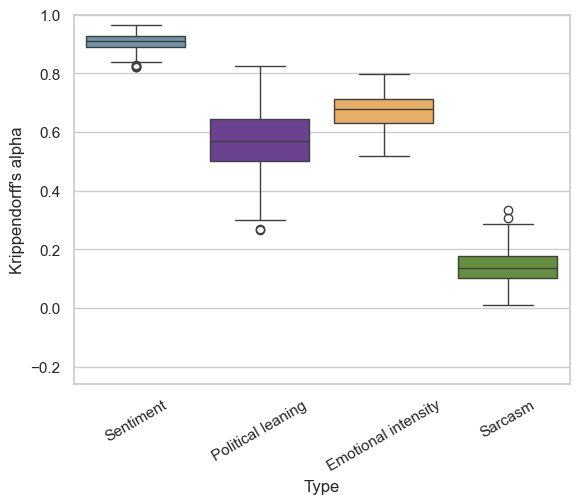 1.0
0.8
0.6
0.4
0.2
0.0
−0.2
Krippendorff's alpha
Sentiment
Political leaning
Emotional intensity
Sarcasm
Type